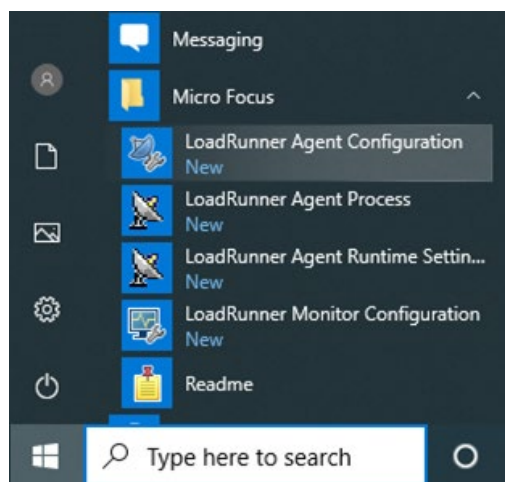 Messaging
Micro Focus
LoadRunner Agent Configuration
New
LoadRunner Agent Process
New
LoadRunner Agent Runtime Settin...
New
LoadRunner Monitor Configuration
New
Readme
Type here to search